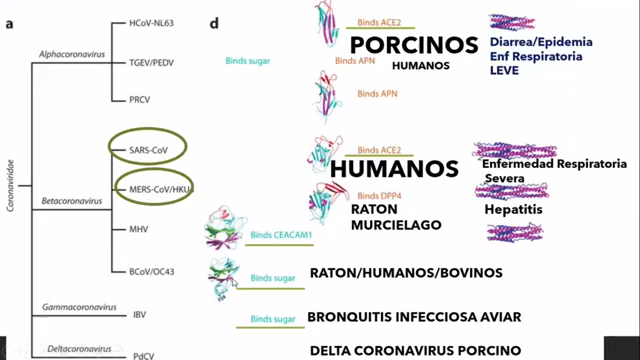 a
d
HCoV-NL63
Binds ACE2
Alphacoronavirus
PORCINOS
Diarrea/Epidemia
TGEV/PEDV
Binds sugar
Binds APN
HUMANOS
Enf Respiratoria
LEVE
PRCV
Binds APN
Coronaviridae
SARS-CoV
Binds ACE2
HUMANOS
Enfermedad Respiratoria
Severa
MERS-CoV/HKU
Binds DPP4
Betacoronavirus
RATON
Hepatitis
MURCIELAGO
MHV
Binds CEACAM1
BCoV/OC43
Binds sugar
RATON/HUMANOS/BOVINOS
Gammacoronavirus
IBV
Binds sugar
BRONQUITIS INFECCIOSA AVIAR
Deltacoronavirus
PdCV
DELTA CORONAVIRUS PORCINO